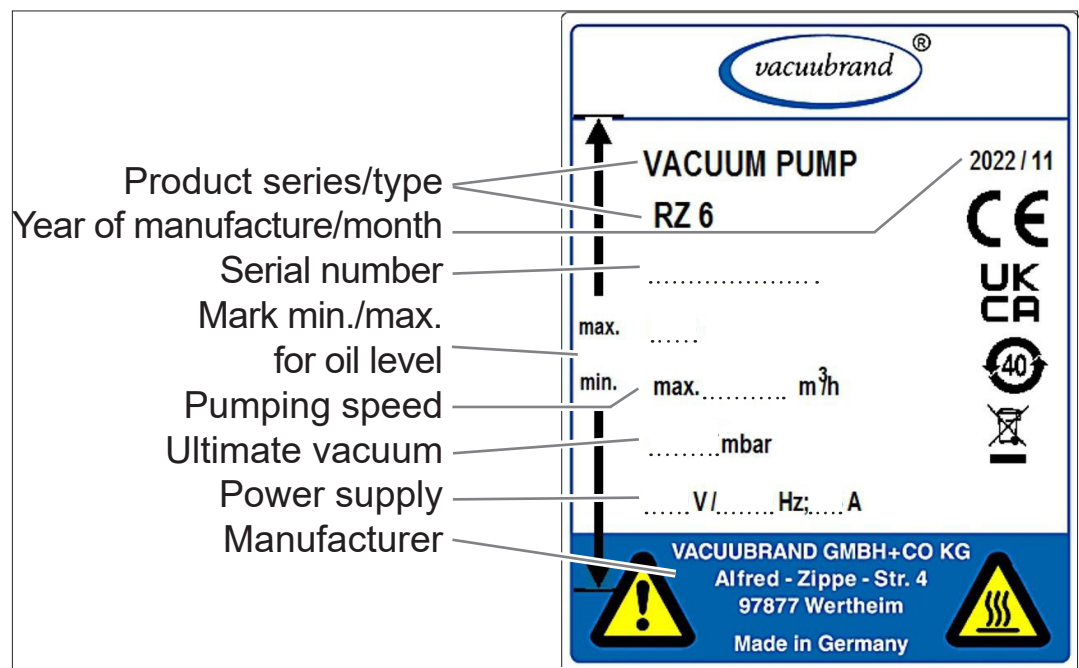 vacuubrand ®
Product series/type
VACUUM PUMP
RZ 6
Year of manufacture/month
2022 / 11
CE
Serial number
....................
UK
CA
Mark min./max.
for oil level
max.
min.
.....
40
Pumping speed
max.......... m³/h
Ultimate vacuum
.......mbar
Power supply
.....V /.......Hz;....A
Manufacturer
VACUUBRAND GMBH+CO KG
Alfred - Zippe - Str. 4
97877 Wertheim
Made in Germany